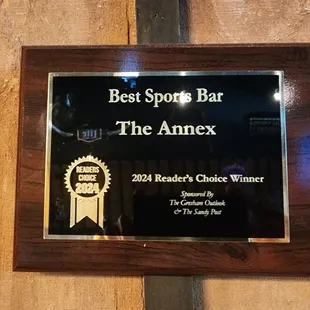 Best Sports Bar
The Annex
READERS
CHOICE
2024
2024 Reader's Choice Winner
Sponsored By
The Gresham Outlook
& The Sandy Post